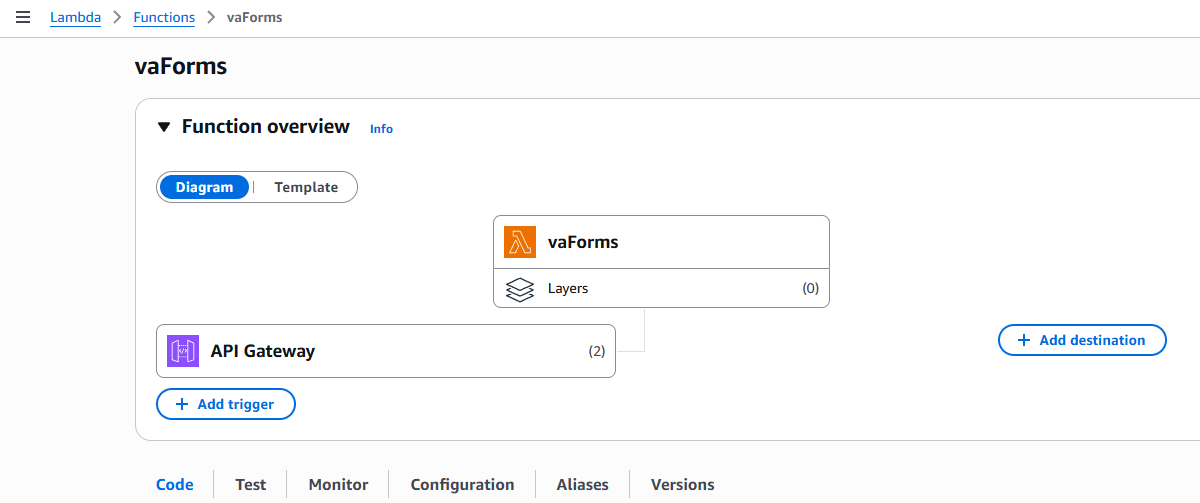 Lambda > Functions > vaForms
vaForms
Function overview Info
Diagram | Template
vaForms
Layers (0)
API Gateway (2)
+ Add destination
+ Add trigger
Code Test Monitor Configuration Aliases Versions